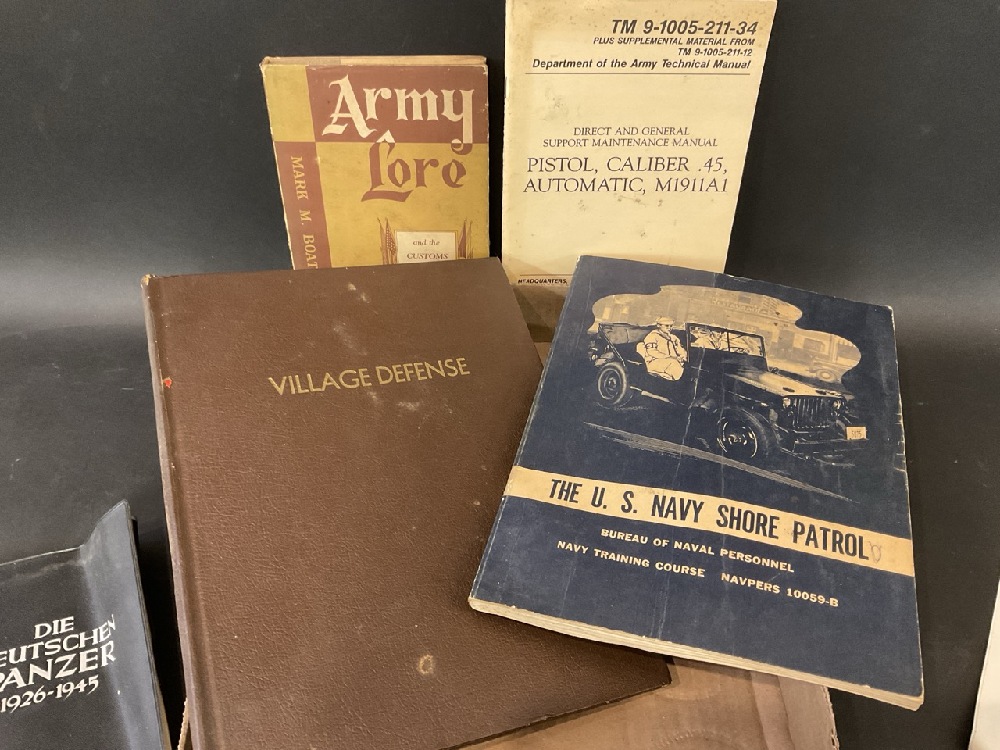 Army
Lore
MARK M. BOAT
and the
CUSTOMS
TM 9-1005-211-34
PLUS SUPPLEMENTAL MATERIAL FROM
TM 9-1005-211-12
Department of the Army Technical Manual
DIRECT AND GENERAL
SUPPORT MAINTENANCE MANUAL
PISTOL, CALIBER .45,
AUTOMATIC, M1911A1
HEADQUARTERS,
VILLAGE DEFENSE
THE U. S. NAVY SHORE PATROL
BUREAU OF NAVAL PERSONNEL
NAVY TRAINING COURSE NAVPERS 10059-B
DIE
EUTSCHEN
PANZER
1926-1945